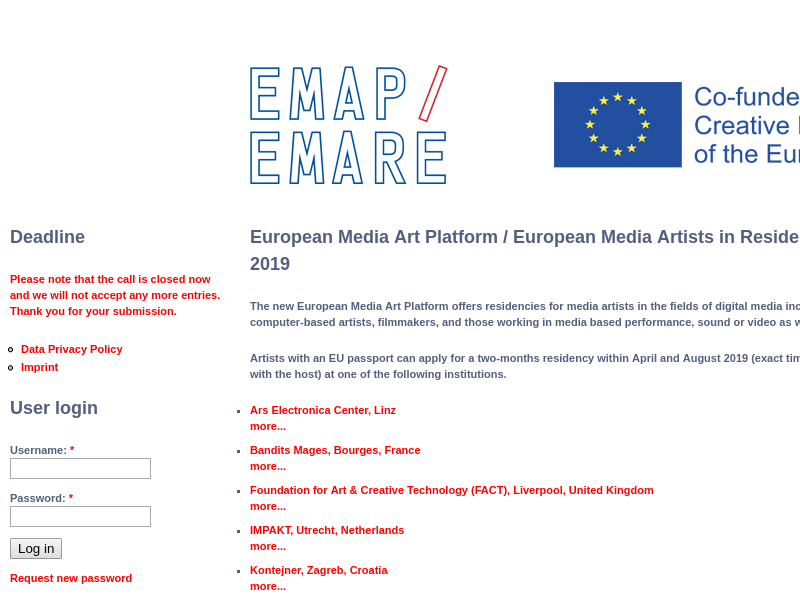 EMAP/
EMARE
Co-funde
Creative
of the Eur
Deadline
Please note that the call is closed now
and we will not accept any more entries.
Thank you for your submission.
Data Privacy Policy
Imprint
User login
Username: *
Password: *
Log in
Request new password
European Media Art Platform / European Media Artists in Reside
2019
The new European Media Art Platform offers residencies for media artists in the fields of digital media inc
computer-based artists, filmmakers, and those working in media based performance, sound or video as w
Artists with an EU passport can apply for a two-months residency within April and August 2019 (exact tim
with the host) at one of the following institutions.
Ars Electronica Center, Linz
more...
Bandits Mages, Bourges, France
more...
Foundation for Art & Creative Technology (FACT), Liverpool, United Kingdom
more...
IMPAKT, Utrecht, Netherlands
more...
Kontejner, Zagreb, Croatia
more...